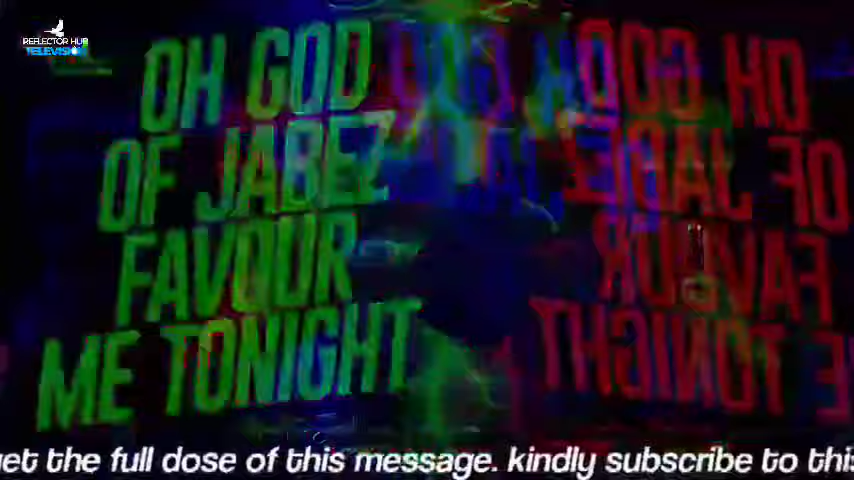 REFLECTOR HUB
TELEVISION
OH GOD
OF JABEZ
FAVOUR
ME TONIGHT
get the full dose of this message. kindly subscribe to this